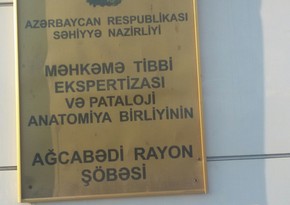 AZƏRBAYCAN RESPUBLİKASI
SƏHİYYƏ NAZİRLİYİ
MƏHKƏMƏ TİBBİ
EKSPERTİZASI
VƏ PATALOJİ
ANATOMİYA BİRLİYİNİN
AĞCABƏDİ RAYON
ŞÖBƏSİ